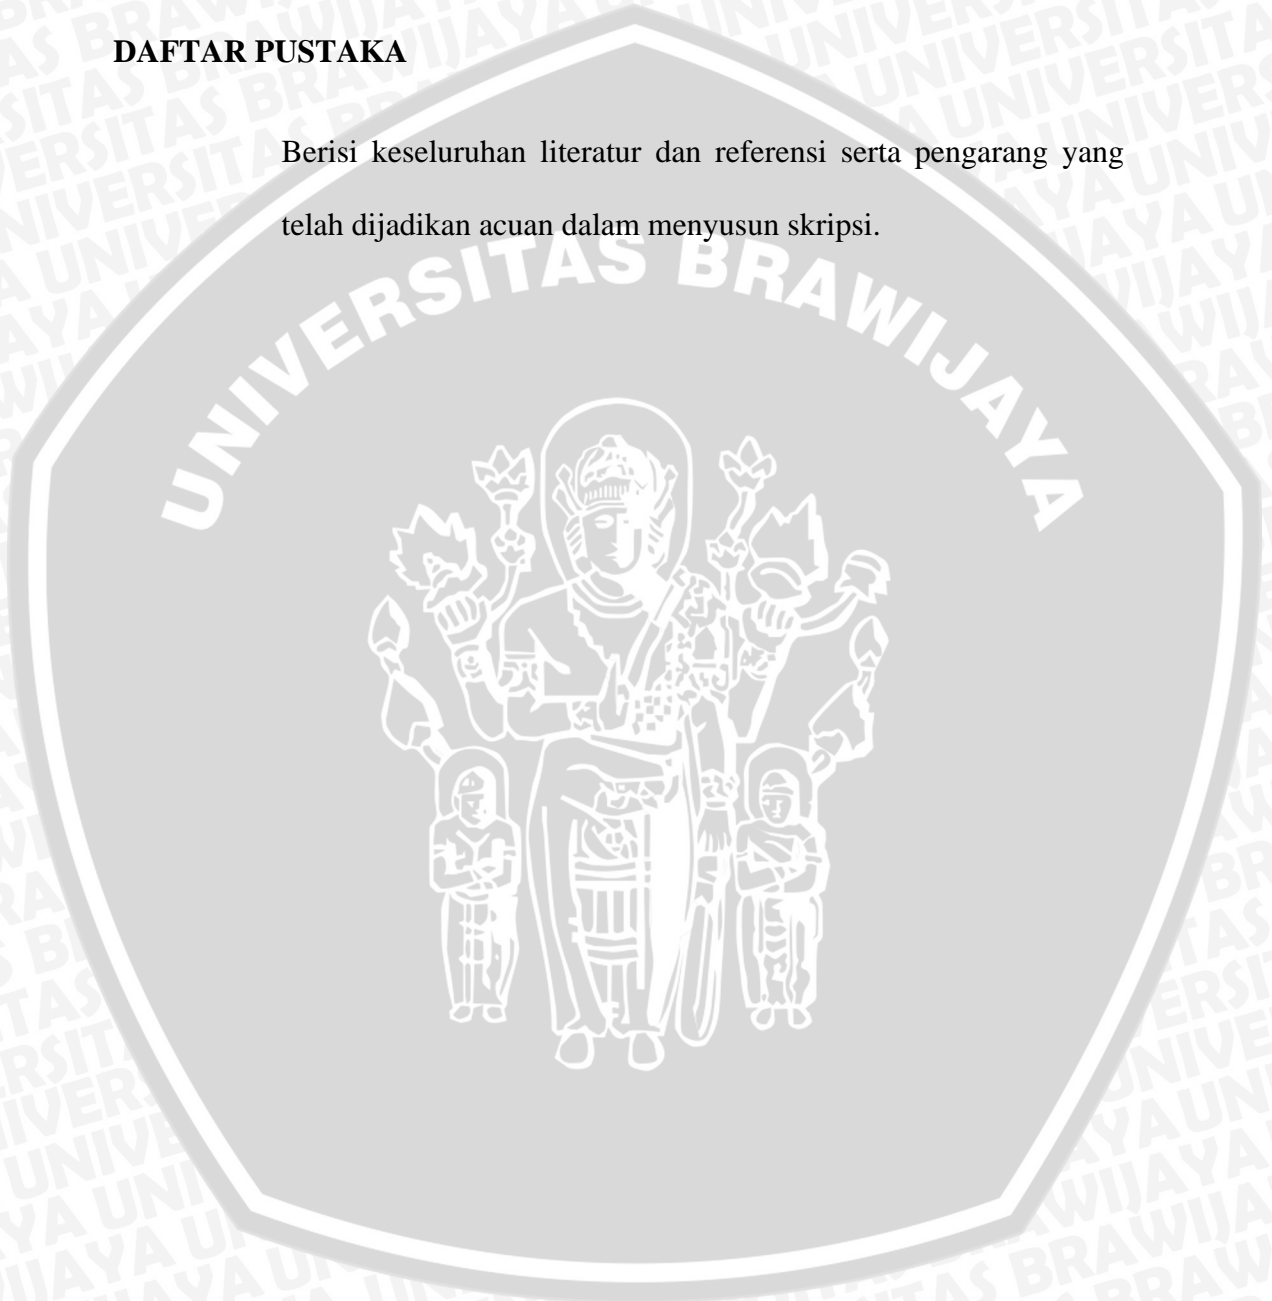 DAFTAR PUSTAKA
Berisi keseluruhan literatur dan referensi serta pengarang yang
telah dijadikan acuan dalam menyusun skripsi.
UNIVERSITAS BRAWIJAYA